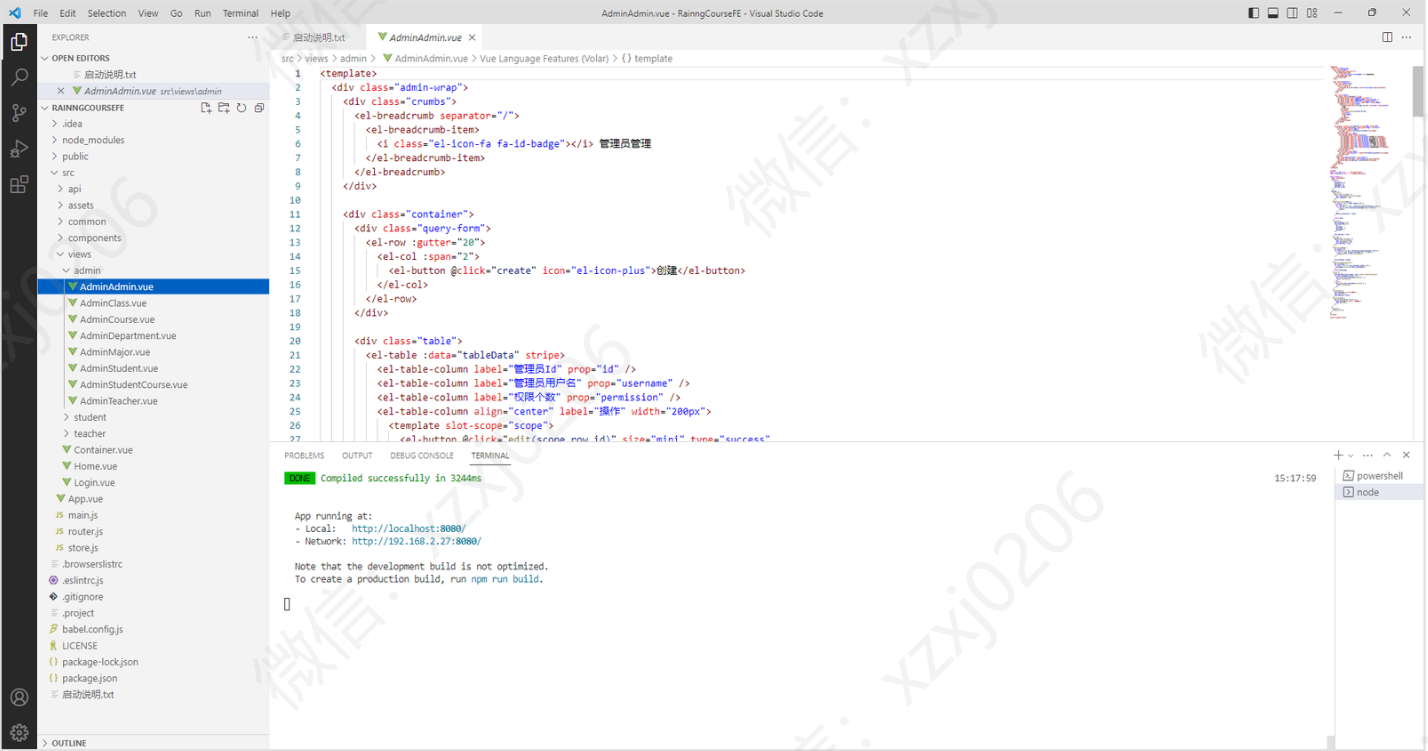 File Edit Selection View Go Run Terminal Help
AdminAdmin.vue - RainngCourseFE - Visual Studio Code
EXPLORER
OPEN EDITORS
启动说明.txt
AdminAdmin.vue src\views\admin
RAINNGCOURSEFE
.idea
node_modules
public
src
api
assets
common
components
views
admin
AdminAdmin.vue
AdminClass.vue
AdminCourse.vue
AdminDepartment.vue
AdminMajor.vue
AdminStudent.vue
AdminStudentCourse.vue
AdminTeacher.vue
student
teacher
Container.vue
Home.vue
Login.vue
App.vue
JS main.js
JS router.js
JS store.js
.browserslistrc
.eslintrc.js
.gitignore
.project
babel.config.js
LICENSE
{} package-lock.json
{} package.json
启动说明.txt
OUTLINE
启动说明.txt
AdminAdmin.vue
src > views > admin > AdminAdmin.vue > Vue Language Features (Volar) > {} template
1 <template>
2 <div class="admin-wrap">
3 <div class="crumbs">
4 <el-breadcrumb separator="/">
5 <el-breadcrumb-item>
6 <i class="el-icon-fa fa-id-badge"></i> 管理员管理
7 </el-breadcrumb-item>
8 </el-breadcrumb>
9 </div>
10
11 <div class="container">
12 <div class="query-form">
13 <el-row :gutter="20">
14 <el-col :span="2">
15 <el-button @click="create" icon="el-icon-plus">创建</el-button>
16 </el-col>
17 </el-row>
18 </div>
19
20 <div class="table">
21 <el-table :data="tableData" stripe>
22 <el-table-column label="管理员Id" prop="id" />
23 <el-table-column label="管理员用户名" prop="username" />
24 <el-table-column label="权限个数" prop="permission" />
25 <el-table-column align="center" label="操作" width="200px">
26 <template slot-scope="scope">
27 <el-button @click="edit(scope.row.id)" size="mini" type="success"
PROBLEMS OUTPUT DEBUG CONSOLE TERMINAL
DONE Compiled successfully in 3244ms 15:17:59
App running at:
- Local: http://localhost:8080/
- Network: http://192.168.2.27:8080/
Note that the development build is not optimized.
To create a production build, run npm run build.
powershell
node
微信：xzxj0206